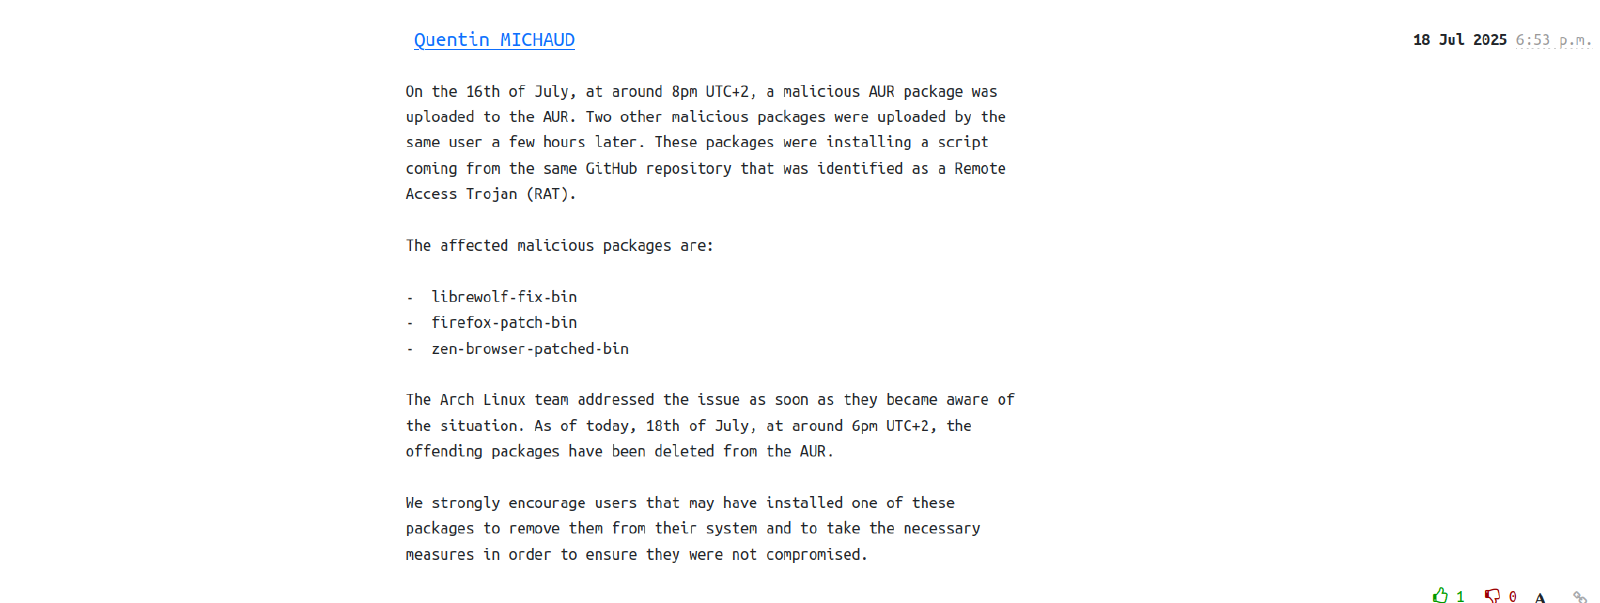 Quentin MICHAUD
18 Jul 2025 6:53 p.m.
On the 16th of July, at around 8pm UTC+2, a malicious AUR package was
uploaded to the AUR. Two other malicious packages were uploaded by the
same user a few hours later. These packages were installing a script
coming from the same GitHub repository that was identified as a Remote
Access Trojan (RAT).
The affected malicious packages are:
- librewolf-fix-bin
- firefox-patch-bin
- zen-browser-patched-bin
The Arch Linux team addressed the issue as soon as they became aware of
the situation. As of today, 18th of July, at around 6pm UTC+2, the
offending packages have been deleted from the AUR.
We strongly encourage users that may have installed one of these
packages to remove them from their system and to take the necessary
measures in order to ensure they were not compromised.
1 0 A